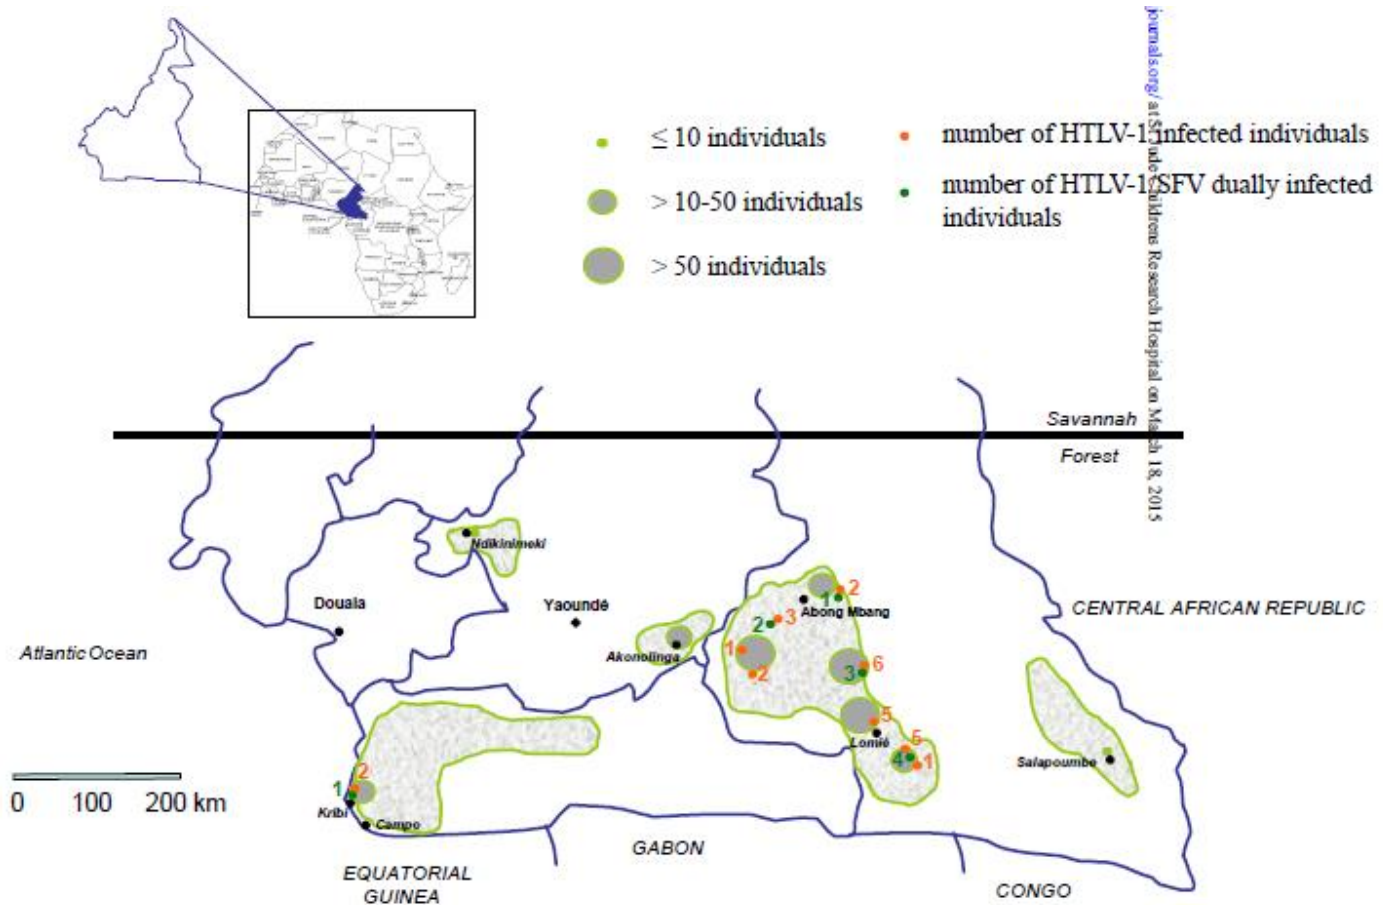 journals.org/ at St Jude Childrens Research Hospital on March 18, 2015
≤ 10 individuals
> 10-50 individuals
> 50 individuals
number of HTLV-1 infected individuals
number of HTLV-1/SFV dually infected
individuals
Savannah
Forest
Ndikinimeki
Douala
Yaoundé
Akonolinga
Atlantic Ocean
CENTRAL AFRICAN REPUBLIC
2
1
Abong Mbang
3
2
1
2
6
3
5
Lomié
5
4
1
Salapoumbe
0 100 200 km
2
1
Kribi
Campo
EQUATORIAL
GUINEA
GABON
CONGO